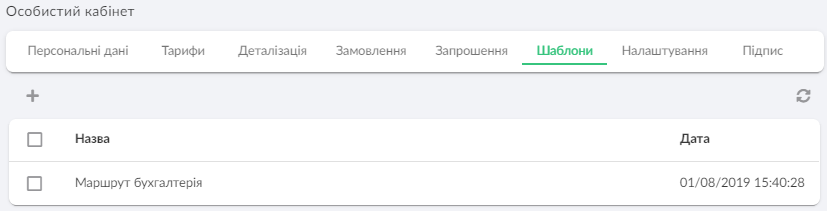 Особистий кабінет
Персональні дані Тарифи Деталізація Замовлення Запрошення Шаблони Налаштування Підпис
Назва Дата
Маршрут бухгалтерія 01/08/2019 15:40:28